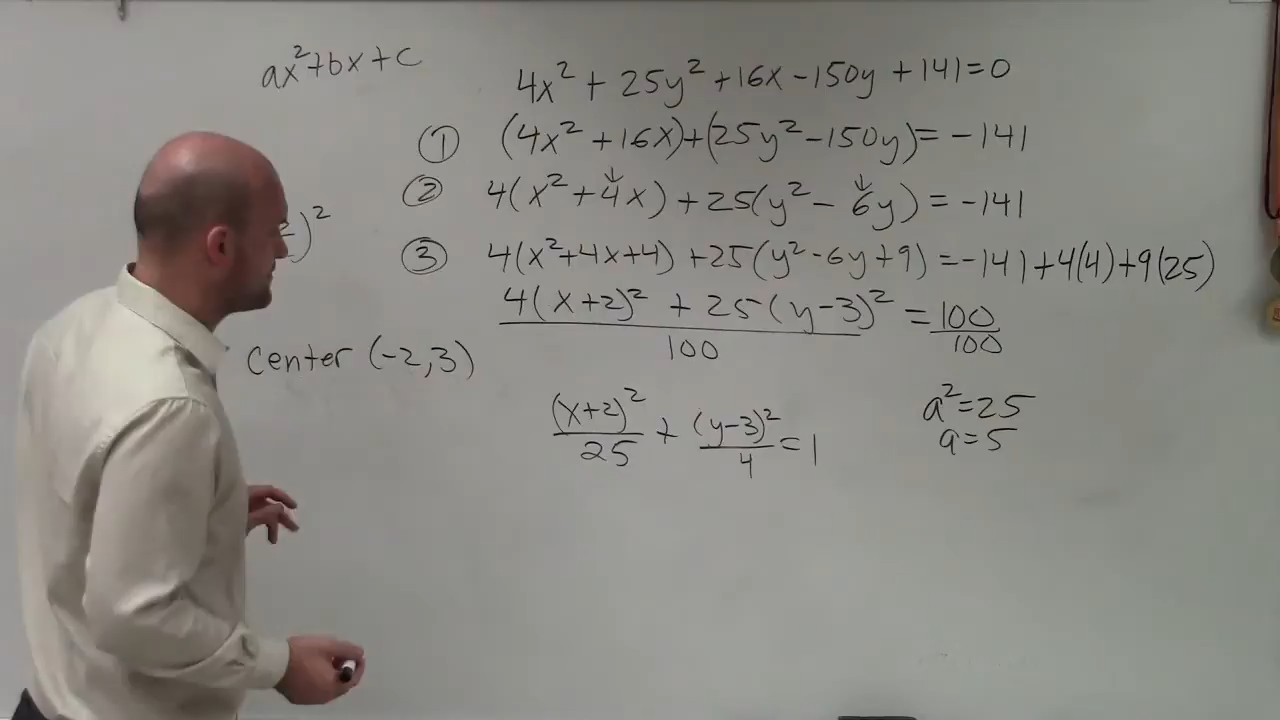 ax²+bx+c
4x² + 25y² +16x -150y +141=0
① (4x² +16x)+(25y²-150y)= -141
② 4(x²+4x) +25(y²- 6y) = -141
)²
③ 4(x²+4x+4) +25(y²-6y+9) =-141+4(4)+9(25)
4(x+2)² + 25(y-3)² = 100
100 100
center (-2,3)
(x+2)² + (y-3)² = 1
25 4
a²=25
a=5